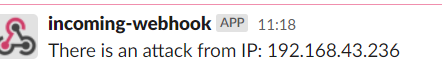 incoming-webhook APP 11:18
There is an attack from IP: 192.168.43.236